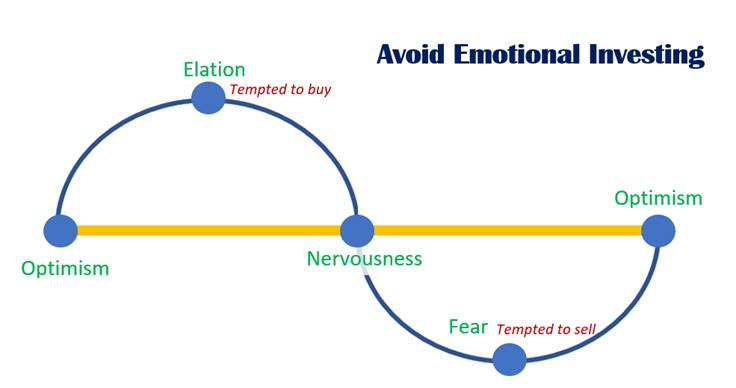 Avoid Emotional Investing
Elation
Tempted to buy
Optimism
Optimism
Nervousness
Fear
Tempted to sell